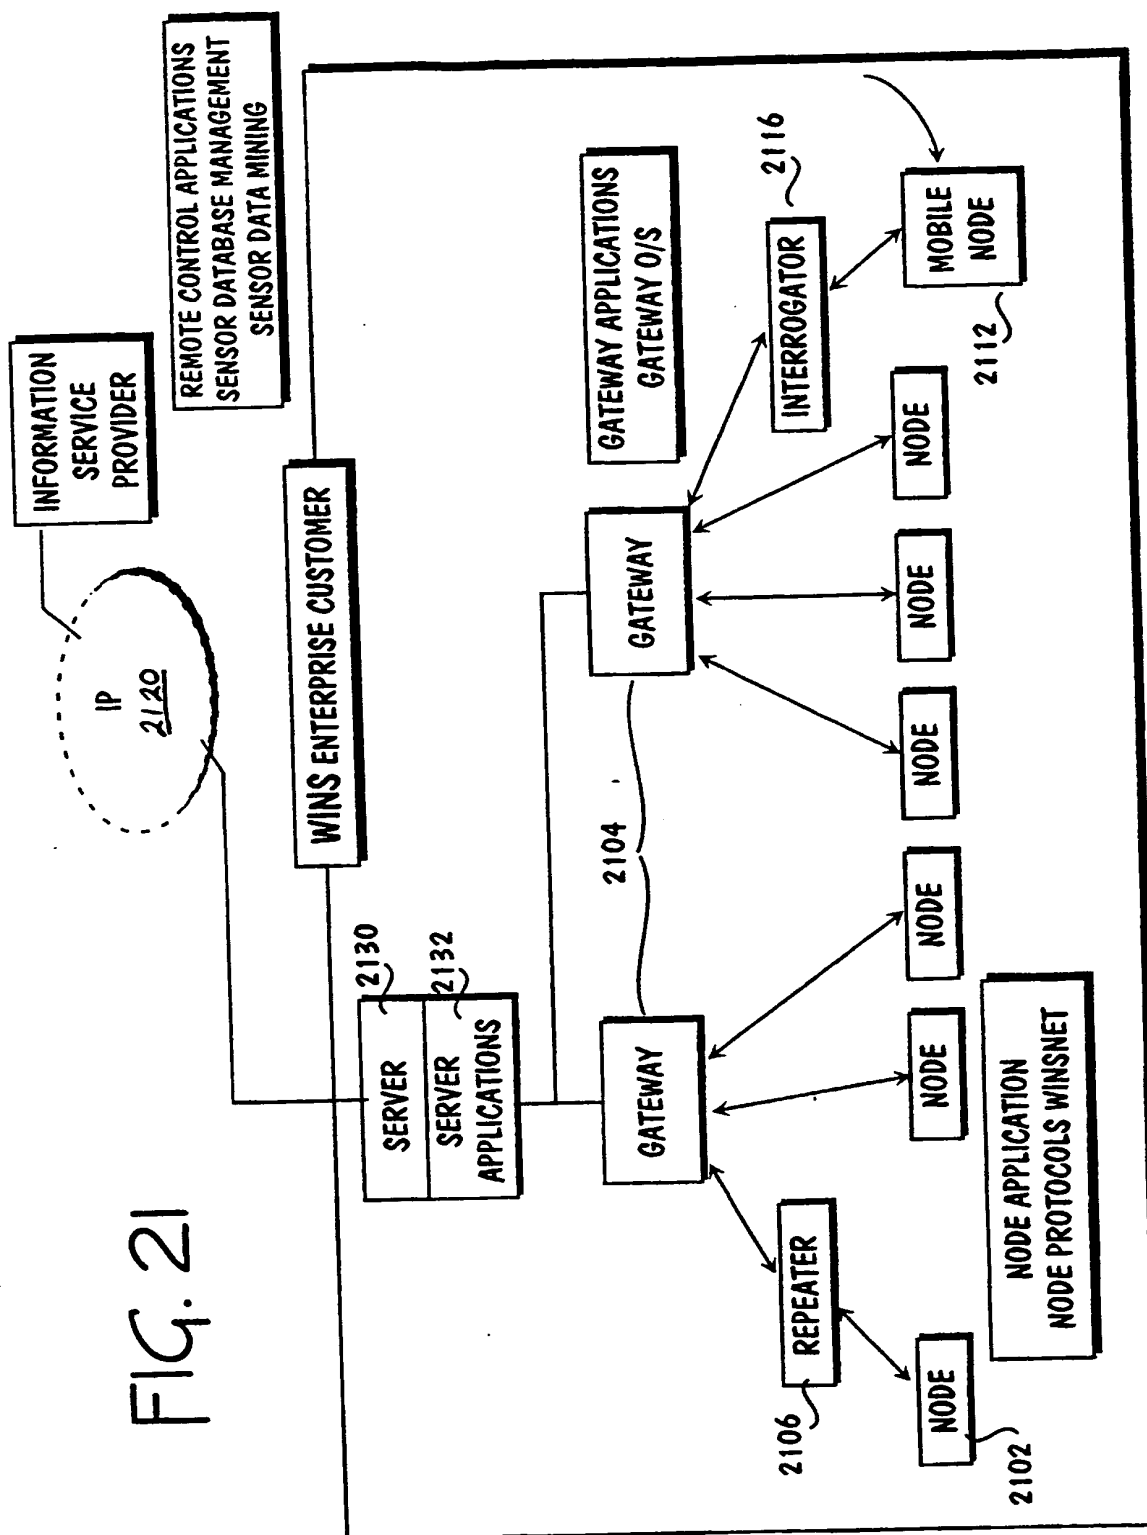 FIG. 21
INFORMATION
SERVICE
PROVIDER
IP
2120
REMOTE CONTROL APPLICATIONS
SENSOR DATABASE MANAGEMENT
SENSOR DATA MINING
WINS ENTERPRISE CUSTOMER
SERVER
2130
SERVER
APPLICATIONS
2132
GATEWAY
2104
GATEWAY
GATEWAY APPLICATIONS
GATEWAY O/S
REPEATER
2106
INTERROGATOR
2116
NODE
2102
NODE
NODE
NODE
NODE
NODE
MOBILE
NODE
2112
NODE APPLICATION
NODE PROTOCOLS WINSNET